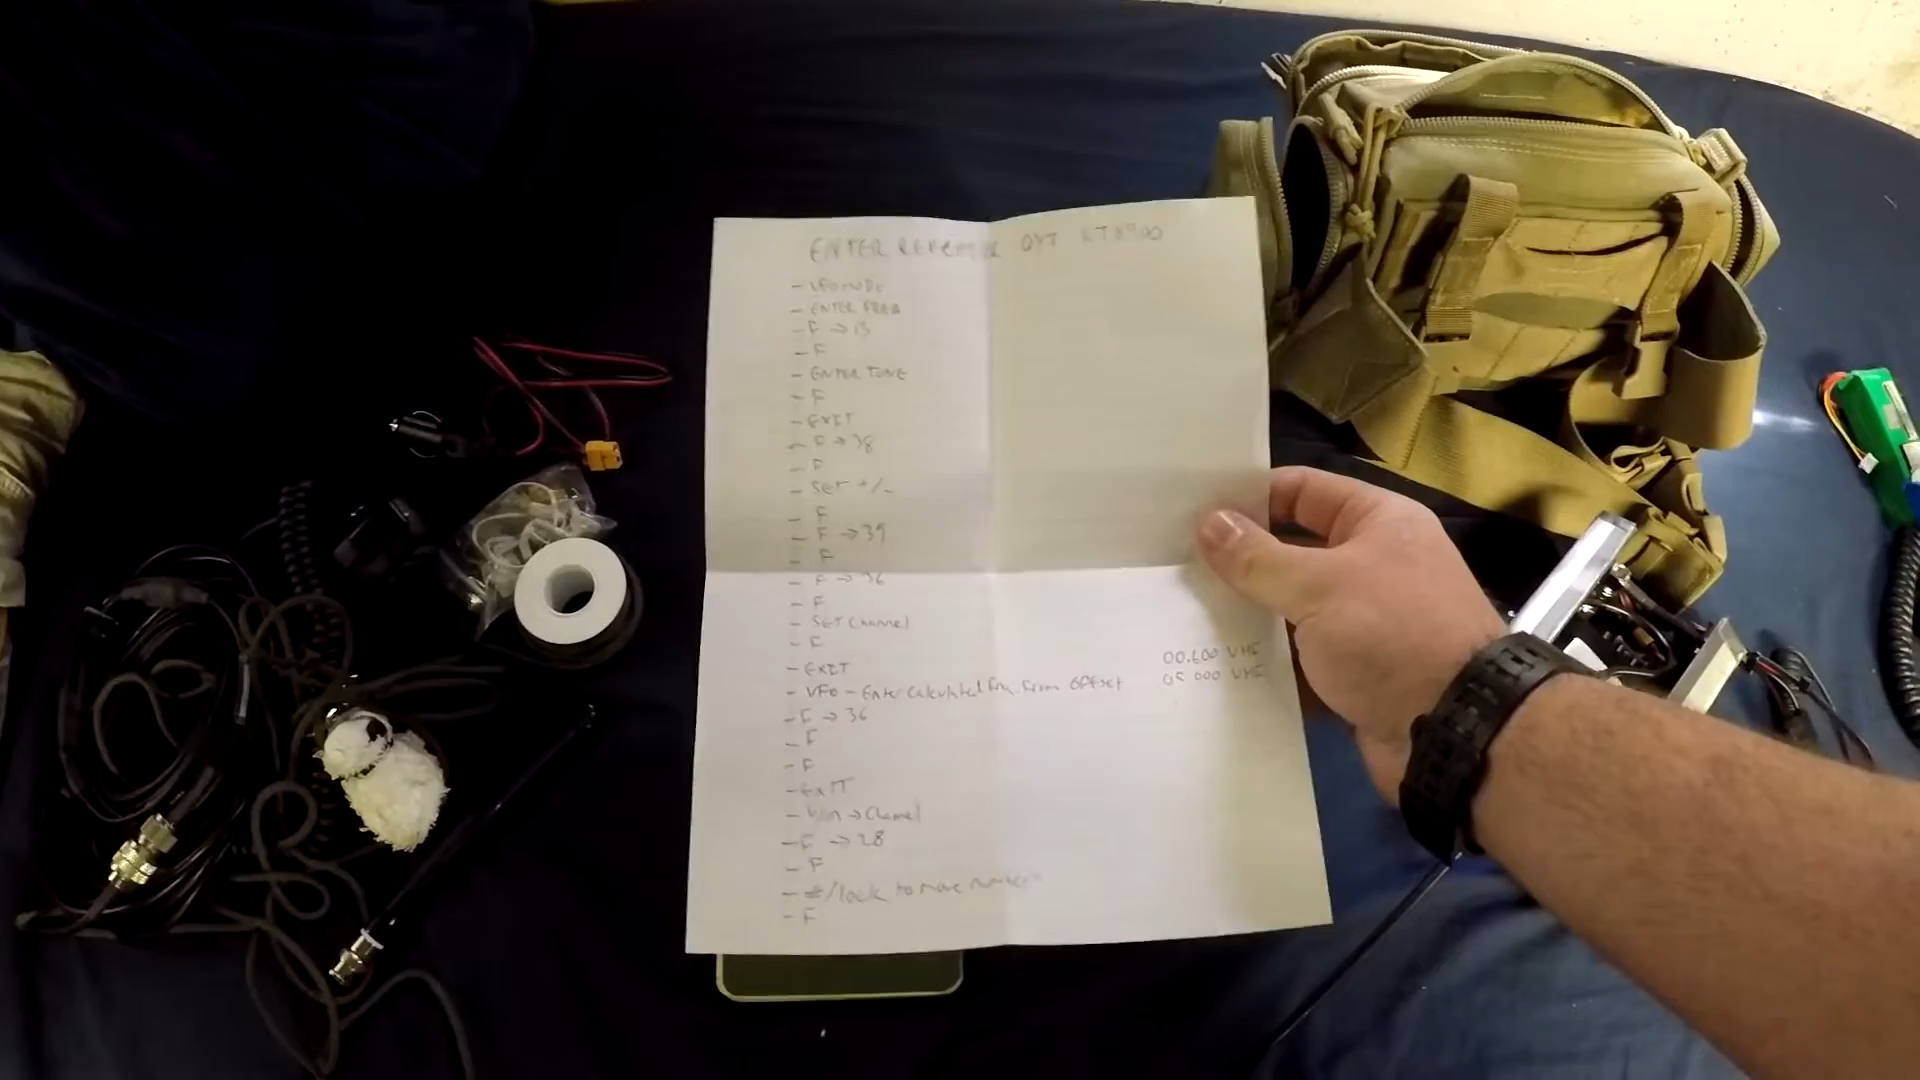 ENTER REPEATER QYT KT8900
- VFO MODE
- ENTER FREQ
- F → 13
- F
- ENTER TONE
- F
- EXIT
- F → 38
- F
- SET +/-
- F
- F → 39
- F
- F → 36
- F
- SET Channel
- F
- EXIT
- VFO - Enter Calculated Freq. From OFFset
00.600 VHF
05.000 UHF
- F → 36
- F
- F
- EXIT
- → Channel
- F → 28
- F
- #/lock to move numbers
- F